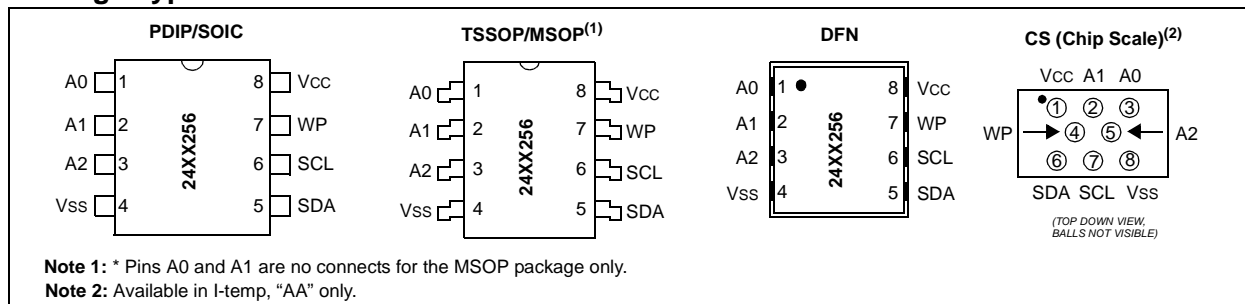 PDIP/SOIC
A0 1 8 VCC
A1 2 7 WP
A2 3 6 SCL
VSS 4 5 SDA
24XX256
TSSOP/MSOP(1)
A0 1 8 VCC
A1 2 7 WP
A2 3 6 SCL
VSS 4 5 SDA
24XX256
DFN
A0 1 8 VCC
A1 2 7 WP
A2 3 6 SCL
VSS 4 5 SDA
24XX256
CS (Chip Scale)(2)
VCC A1 A0
1 2 3
WP 4 5 A2
6 7 8
SDA SCL VSS
(TOP DOWN VIEW,
BALLS NOT VISIBLE)
Note 1: * Pins A0 and A1 are no connects for the MSOP package only.
Note 2: Available in I-temp, “AA” only.